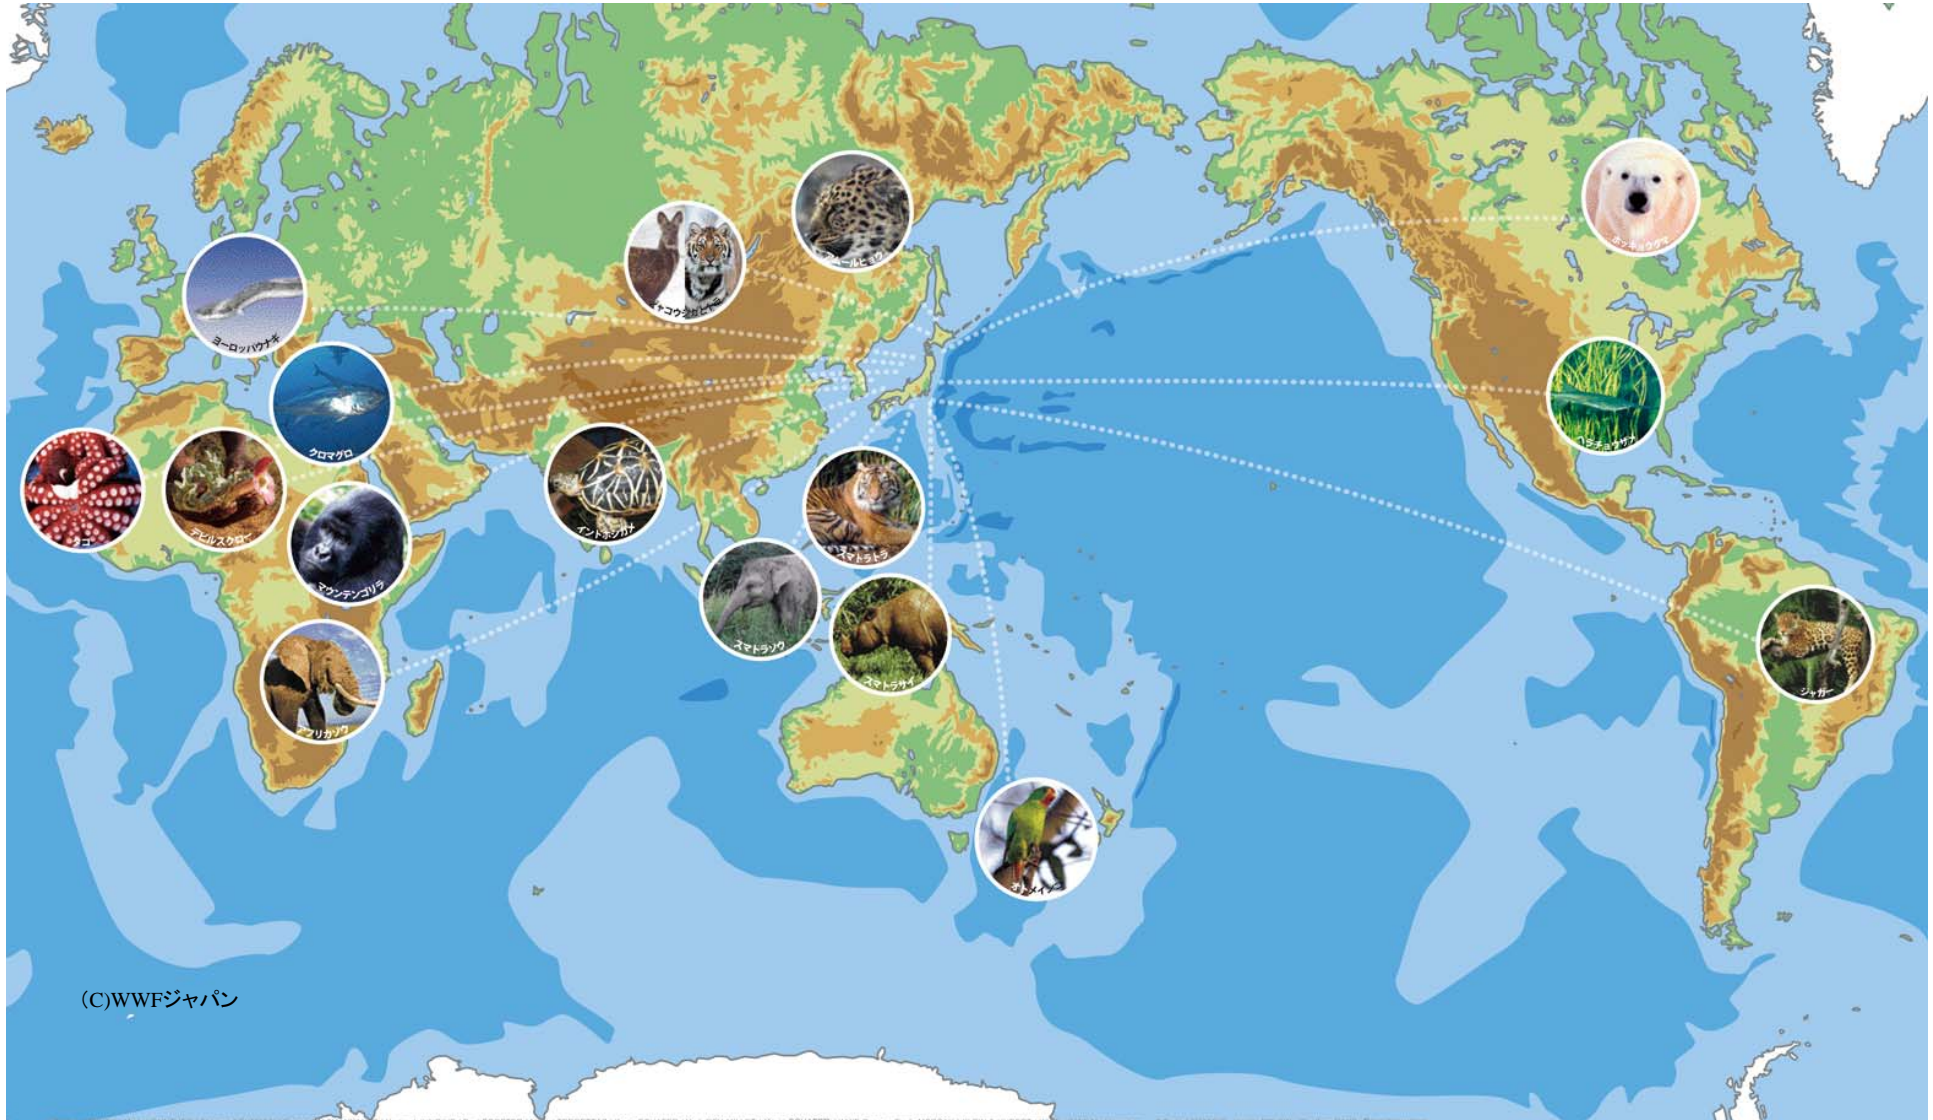 アムールヒョウ
ジャコウジカとトラ
ホッキョクグマ
ヨーロッパウナギ
クロマグロ
ヘラチョウザメ
タコ
デビルスクロー
マウンテンゴリラ
インドホシガメ
スマトラトラ
スマトラゾウ
スマトラサイ
アフリカゾウ
ジャガー
オトメインコ
(C)WWFジャパン